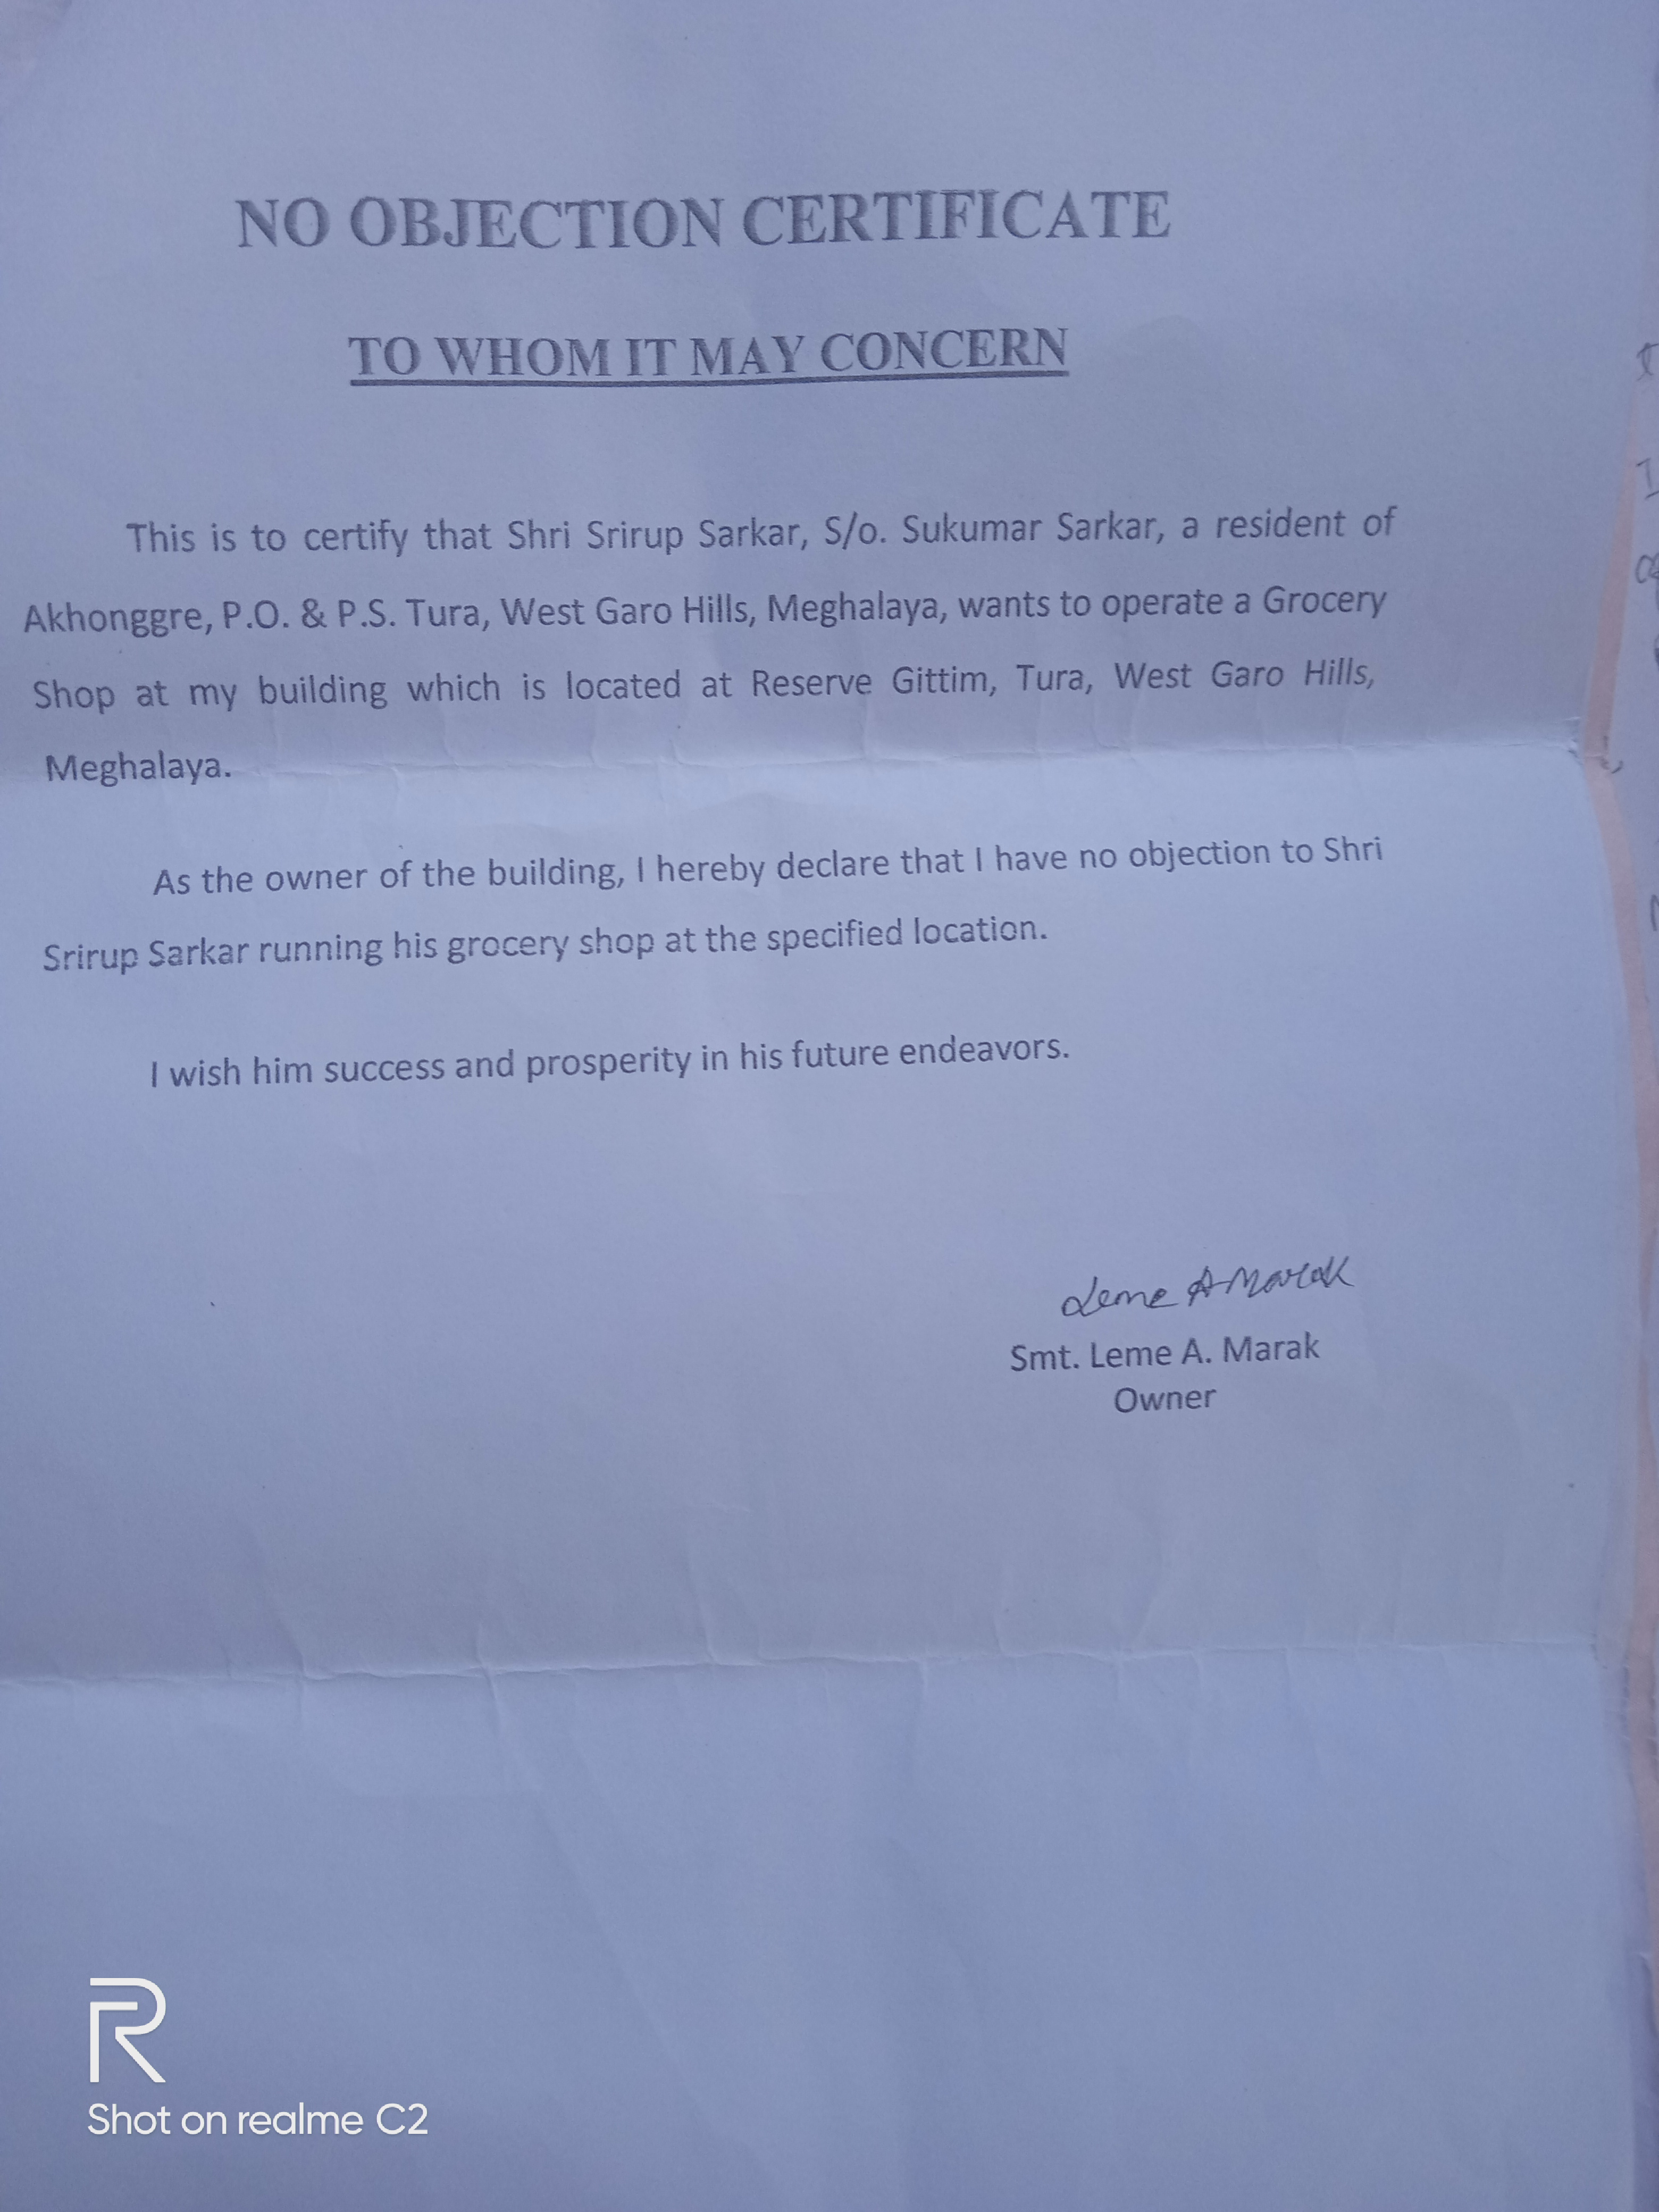 NO OBJECTION CERTIFICATE
TO WHOM IT MAY CONCERN
This is to certify that Shri Srirup Sarkar, S/o. Sukumar Sarkar, a resident of
Akhonggre, P.O. & P.S. Tura, West Garo Hills, Meghalaya, wants to operate a Grocery
Shop at my building which is located at Reserve Gittim, Tura, West Garo Hills,
Meghalaya.
As the owner of the building, I hereby declare that I have no objection to Shri
Srirup Sarkar running his grocery shop at the specified location.
I wish him success and prosperity in his future endeavors.
Leme A Marak
Smt. Leme A. Marak
Owner
R
Shot on realme C2